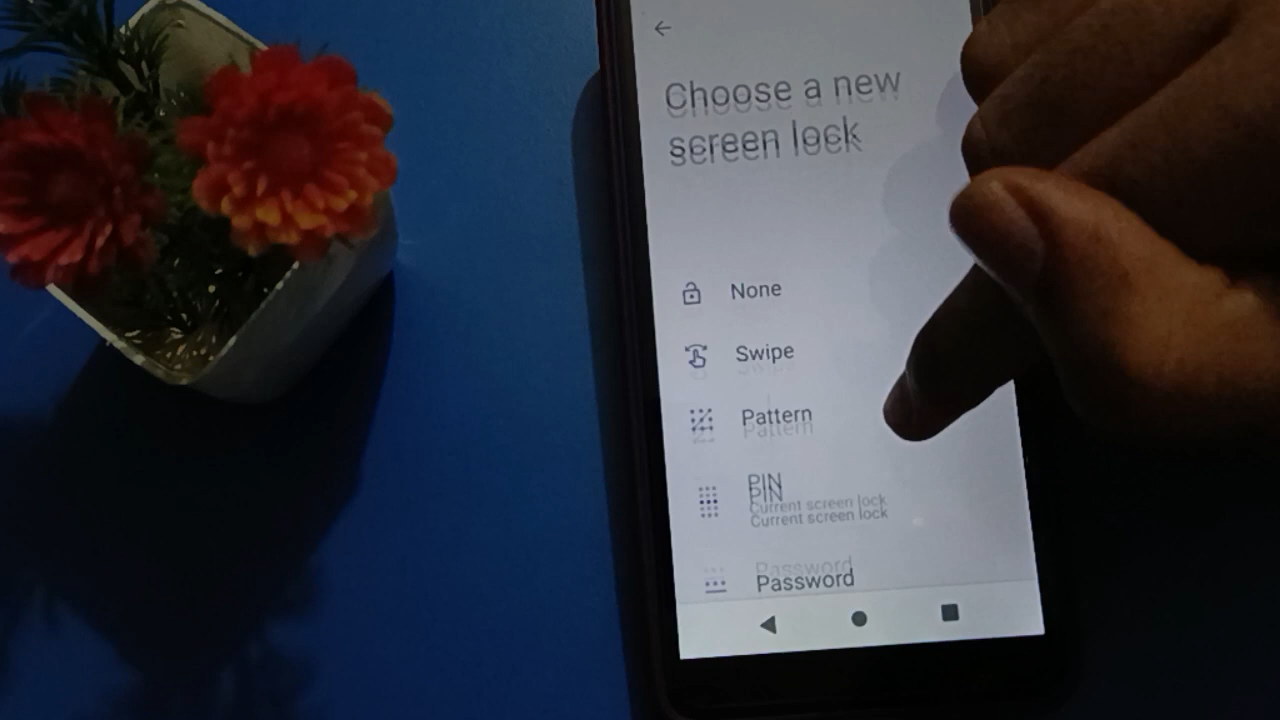 Choose a new
screen lock
None
Swipe
Pattern
PIN
Current screen lock
Password